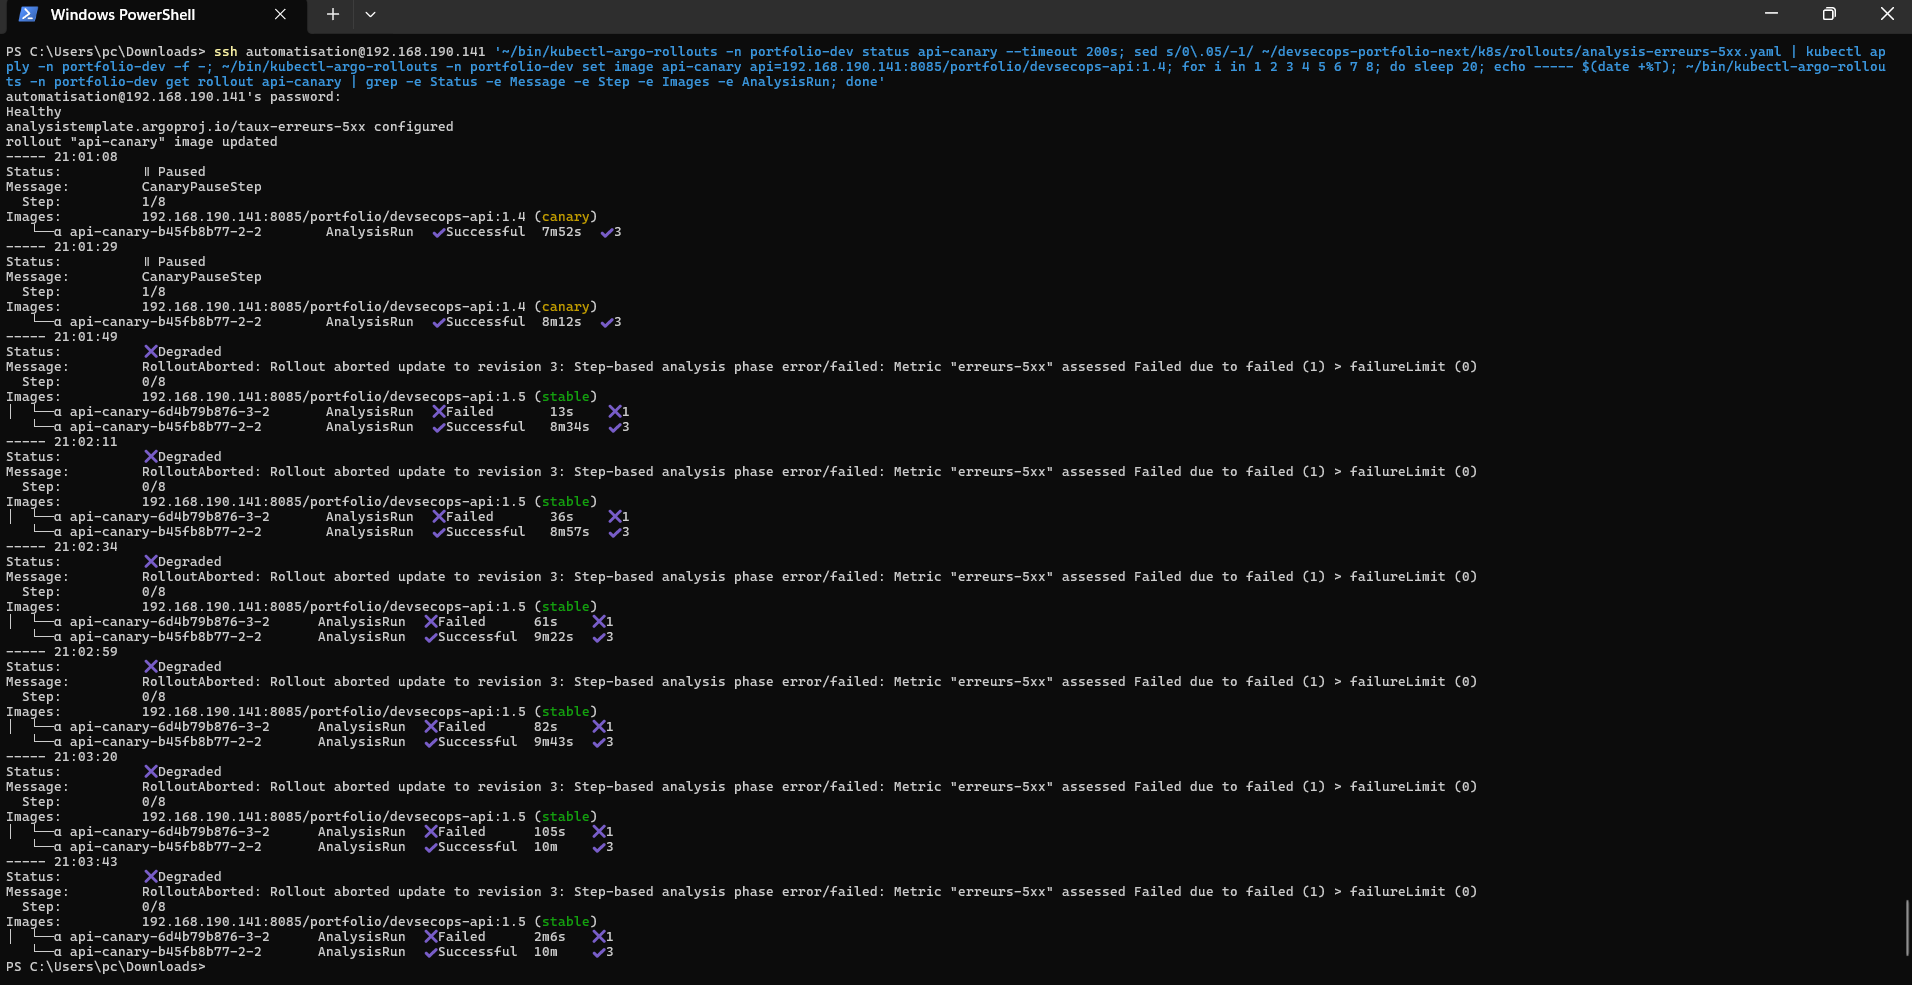 Windows PowerShell
PS C:\Users\pc\Downloads> ssh automatisation@192.168.190.141 '~/bin/kubectl-argo-rollouts -n portfolio-dev status api-canary --timeout 200s; sed s/0\.05/-1/ ~/devsecops-portfolio-next/k8s/rollouts/analysis-erreurs-5xx.yaml | kubectl ap
ply -n portfolio-dev -f -; ~/bin/kubectl-argo-rollouts -n portfolio-dev set image api-canary api=192.168.190.141:8085/portfolio/devsecops-api:1.4; for i in 1 2 3 4 5 6 7 8; do sleep 20; echo ----- $(date +%T); ~/bin/kubectl-argo-rollou
ts -n portfolio-dev get rollout api-canary | grep -e Status -e Message -e Step -e Images -e AnalysisRun; done'
automatisation@192.168.190.141's password:
Healthy
analysistemplate.argoproj.io/taux-erreurs-5xx configured
rollout "api-canary" image updated
----- 21:01:08
Status:          ॥ Paused
Message:         CanaryPauseStep
  Step:          1/8
Images:          192.168.190.141:8085/portfolio/devsecops-api:1.4 (canary)
   └──α api-canary-b45fb8b77-2-2        AnalysisRun  ✔Successful  7m52s  ✔3
----- 21:01:29
Status:          ॥ Paused
Message:         CanaryPauseStep
  Step:          1/8
Images:          192.168.190.141:8085/portfolio/devsecops-api:1.4 (canary)
   └──α api-canary-b45fb8b77-2-2        AnalysisRun  ✔Successful  8m12s  ✔3
----- 21:01:49
Status:          ✖Degraded
Message:         RolloutAborted: Rollout aborted update to revision 3: Step-based analysis phase error/failed: Metric "erreurs-5xx" assessed Failed due to failed (1) > failureLimit (0)
  Step:          0/8
Images:          192.168.190.141:8085/portfolio/devsecops-api:1.5 (stable)
│  └──α api-canary-6d4b79b876-3-2       AnalysisRun  ✖Failed       13s    ✖1
   └──α api-canary-b45fb8b77-2-2        AnalysisRun  ✔Successful   8m34s  ✔3
----- 21:02:11
Status:          ✖Degraded
Message:         RolloutAborted: Rollout aborted update to revision 3: Step-based analysis phase error/failed: Metric "erreurs-5xx" assessed Failed due to failed (1) > failureLimit (0)
  Step:          0/8
Images:          192.168.190.141:8085/portfolio/devsecops-api:1.5 (stable)
│  └──α api-canary-6d4b79b876-3-2       AnalysisRun  ✖Failed       36s    ✖1
   └──α api-canary-b45fb8b77-2-2        AnalysisRun  ✔Successful   8m57s  ✔3
----- 21:02:34
Status:          ✖Degraded
Message:         RolloutAborted: Rollout aborted update to revision 3: Step-based analysis phase error/failed: Metric "erreurs-5xx" assessed Failed due to failed (1) > failureLimit (0)
  Step:          0/8
Images:          192.168.190.141:8085/portfolio/devsecops-api:1.5 (stable)
│  └──α api-canary-6d4b79b876-3-2      AnalysisRun  ✖Failed      61s    ✖1
   └──α api-canary-b45fb8b77-2-2       AnalysisRun  ✔Successful  9m22s  ✔3
----- 21:02:59
Status:          ✖Degraded
Message:         RolloutAborted: Rollout aborted update to revision 3: Step-based analysis phase error/failed: Metric "erreurs-5xx" assessed Failed due to failed (1) > failureLimit (0)
  Step:          0/8
Images:          192.168.190.141:8085/portfolio/devsecops-api:1.5 (stable)
│  └──α api-canary-6d4b79b876-3-2      AnalysisRun  ✖Failed      82s    ✖1
   └──α api-canary-b45fb8b77-2-2       AnalysisRun  ✔Successful  9m43s  ✔3
----- 21:03:20
Status:          ✖Degraded
Message:         RolloutAborted: Rollout aborted update to revision 3: Step-based analysis phase error/failed: Metric "erreurs-5xx" assessed Failed due to failed (1) > failureLimit (0)
  Step:          0/8
Images:          192.168.190.141:8085/portfolio/devsecops-api:1.5 (stable)
│  └──α api-canary-6d4b79b876-3-2      AnalysisRun  ✖Failed      105s   ✖1
   └──α api-canary-b45fb8b77-2-2       AnalysisRun  ✔Successful  10m    ✔3
----- 21:03:43
Status:          ✖Degraded
Message:         RolloutAborted: Rollout aborted update to revision 3: Step-based analysis phase error/failed: Metric "erreurs-5xx" assessed Failed due to failed (1) > failureLimit (0)
  Step:          0/8
Images:          192.168.190.141:8085/portfolio/devsecops-api:1.5 (stable)
│  └──α api-canary-6d4b79b876-3-2      AnalysisRun  ✖Failed      2m6s   ✖1
   └──α api-canary-b45fb8b77-2-2       AnalysisRun  ✔Successful  10m    ✔3
PS C:\Users\pc\Downloads>